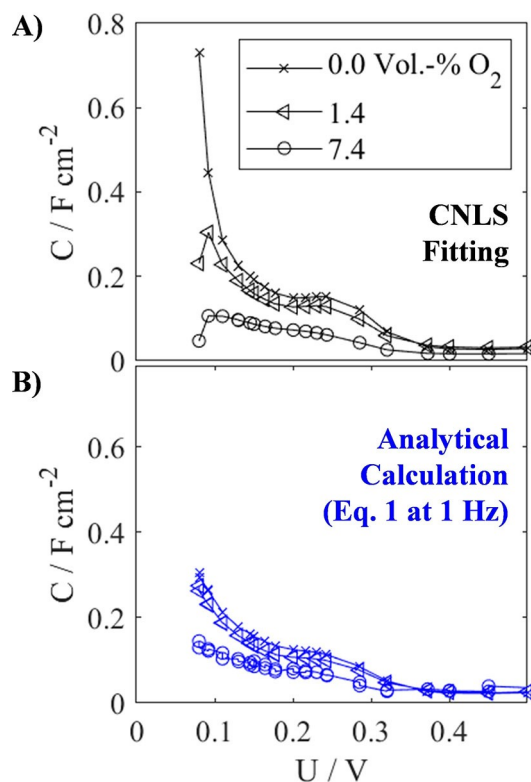 A)
0.8
0.6
0.4
0.2
0
C / F cm-2
0.0 Vol.-% O2
1.4
7.4
CNLS
Fitting
B)
0.6
0.4
0.2
0
C / F cm-2
Analytical
Calculation
(Eq. 1 at 1 Hz)
0 0.1 0.2 0.3 0.4
U / V